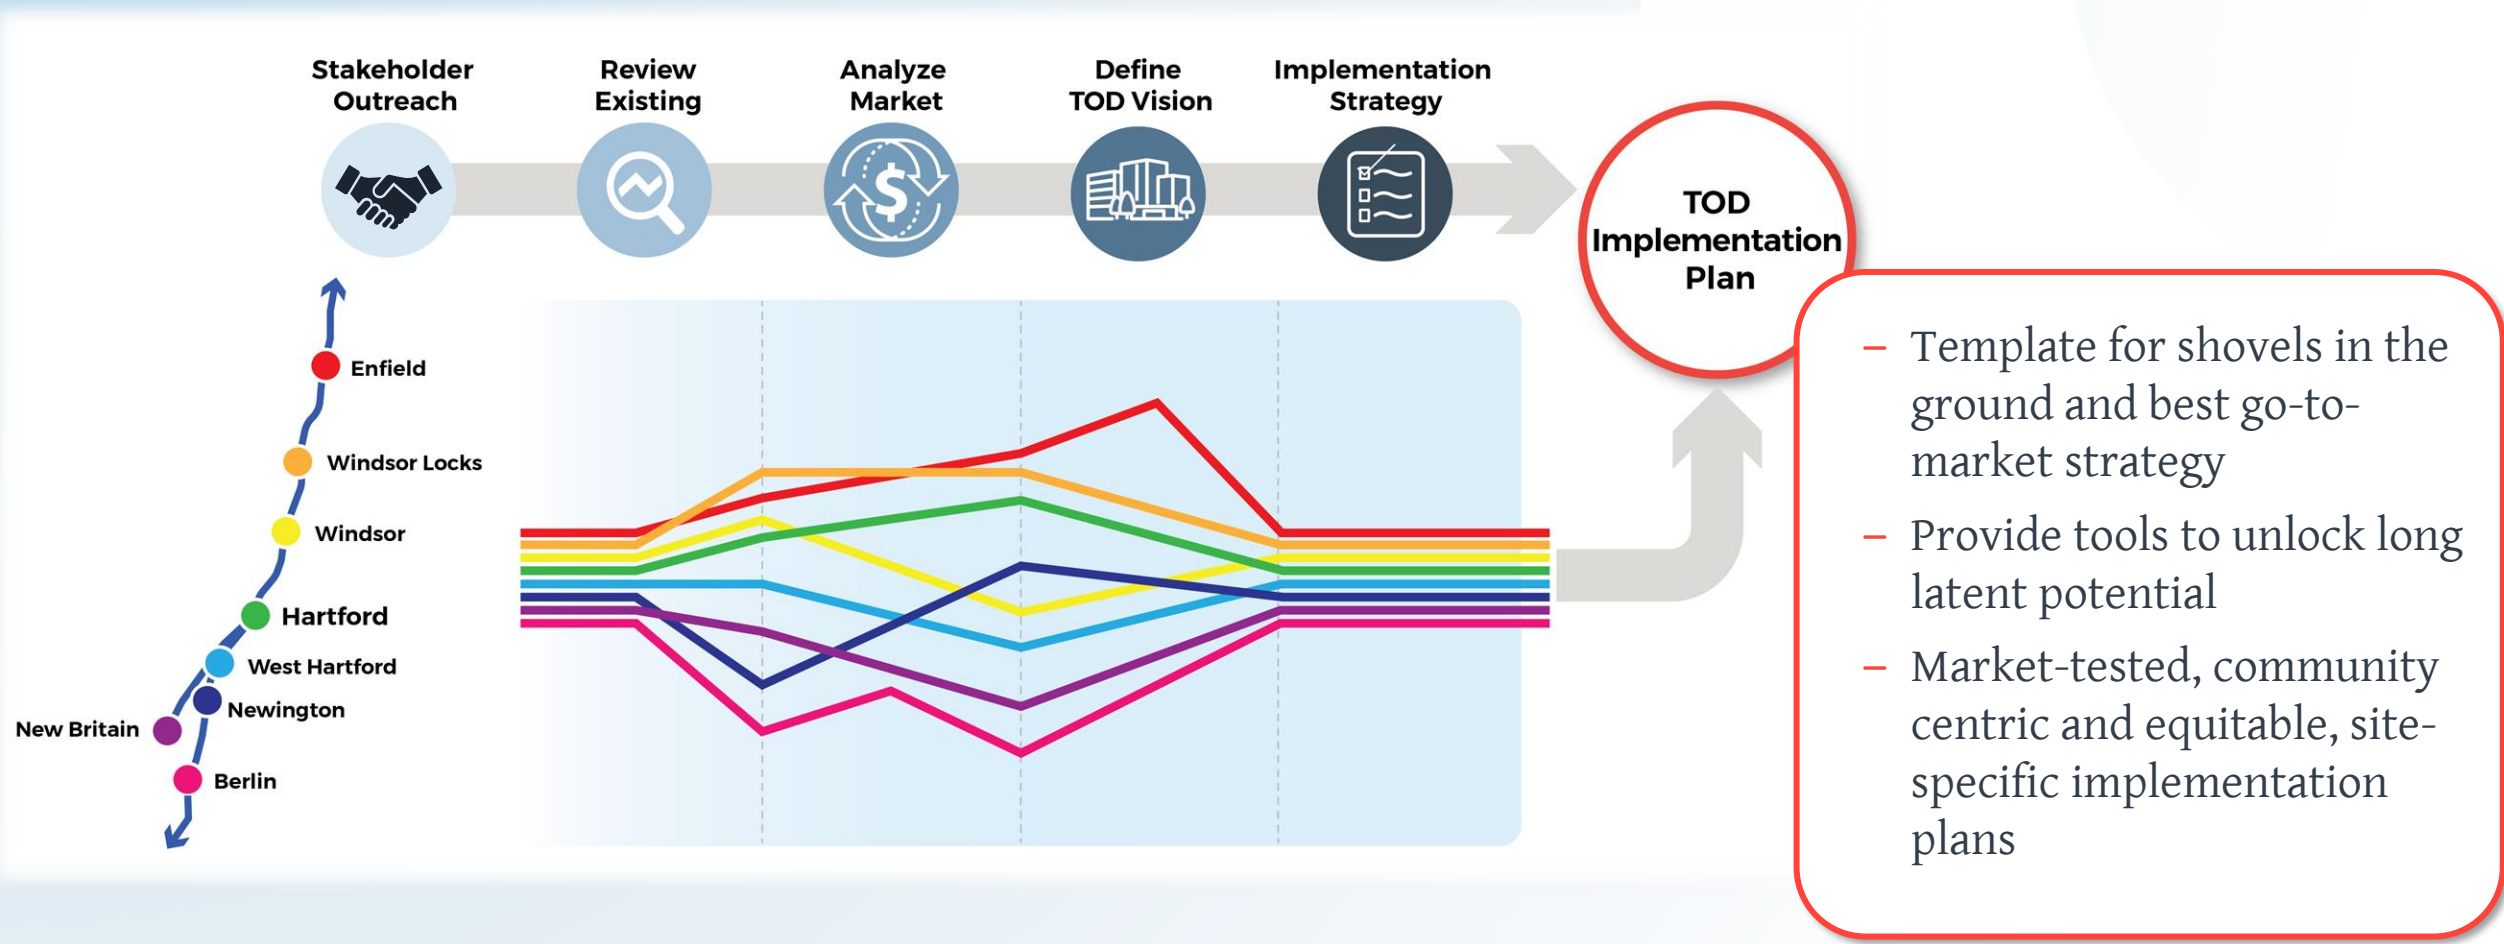 Stakeholder
Outreach
Review
Existing
Analyze
Market
Define
TOD Vision
Implementation
Strategy
TOD
Implementation
Plan
Enfield
Windsor Locks
Windsor
Hartford
West Hartford
Newington
New Britain
Berlin
– Template for shovels in the
ground and best go-to-
market strategy
– Provide tools to unlock long
latent potential
– Market-tested, community
centric and equitable, site-
specific implementation
plans